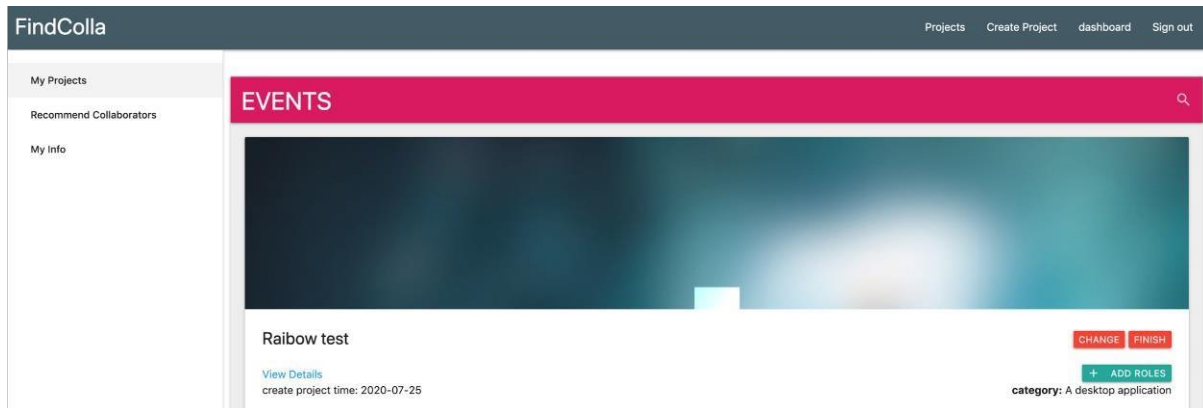 FindColla
Projects Create Project dashboard Sign out
My Projects
Recommend Collaborators
My Info
EVENTS
Raibow test
CHANGE FINISH
View Details
+ ADD ROLES
create project time: 2020-07-25
category: A desktop application